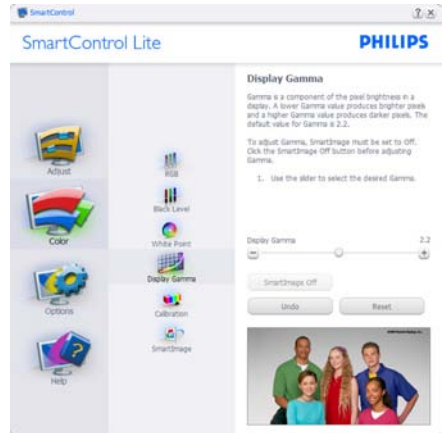 SmartControl
SmartControl Lite
PHILIPS
Adjust
Color
Options
Help
RGB
Black Level
White Point
Display Gamma
Calibration
SmartImage
Display Gamma
Gamma is a component of the pixel brightness in a
display. A lower Gamma value produces brighter pixels
and a higher Gamma value produces darker pixels. The
default value for Gamma is 2.2.
To adjust Gamma, SmartImage must be set to Off.
Click the SmartImage Off button before adjusting
Gamma.
1. Use the slider to select the desired Gamma.
Display Gamma 2.2
SmartImage Off
Undo Reset